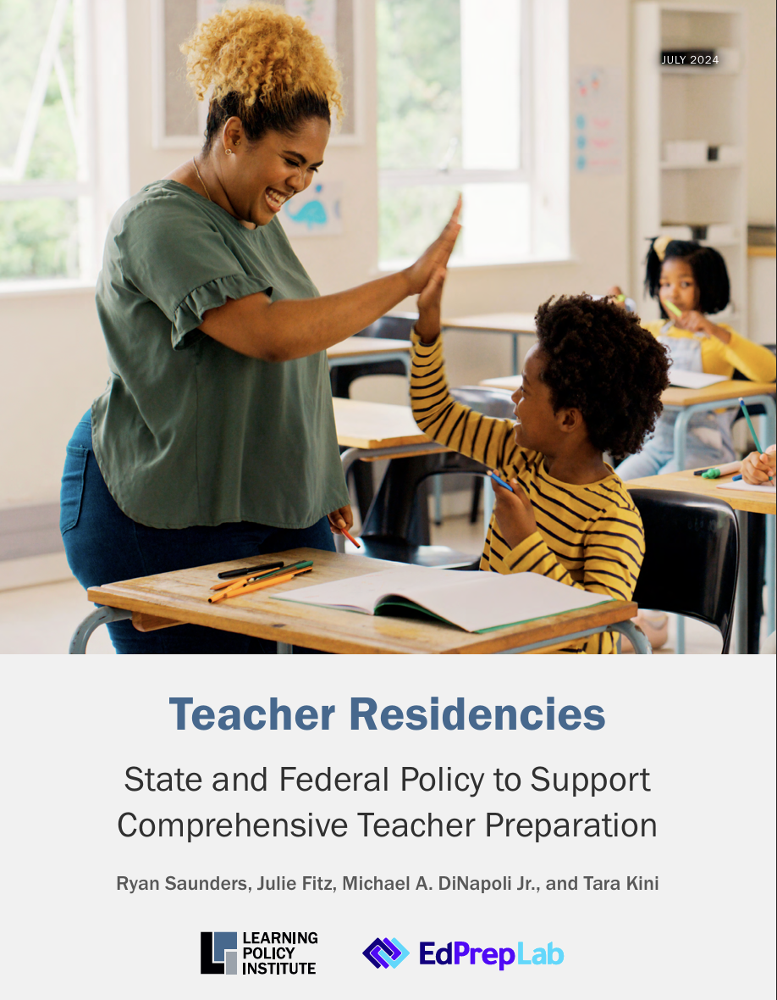 JULY 2024
Teacher Residencies
State and Federal Policy to Support
Comprehensive Teacher Preparation
Ryan Saunders, Julie Fitz, Michael A. DiNapoli Jr., and Tara Kini
LEARNING
POLICY
INSTITUTE
EdPrepLab